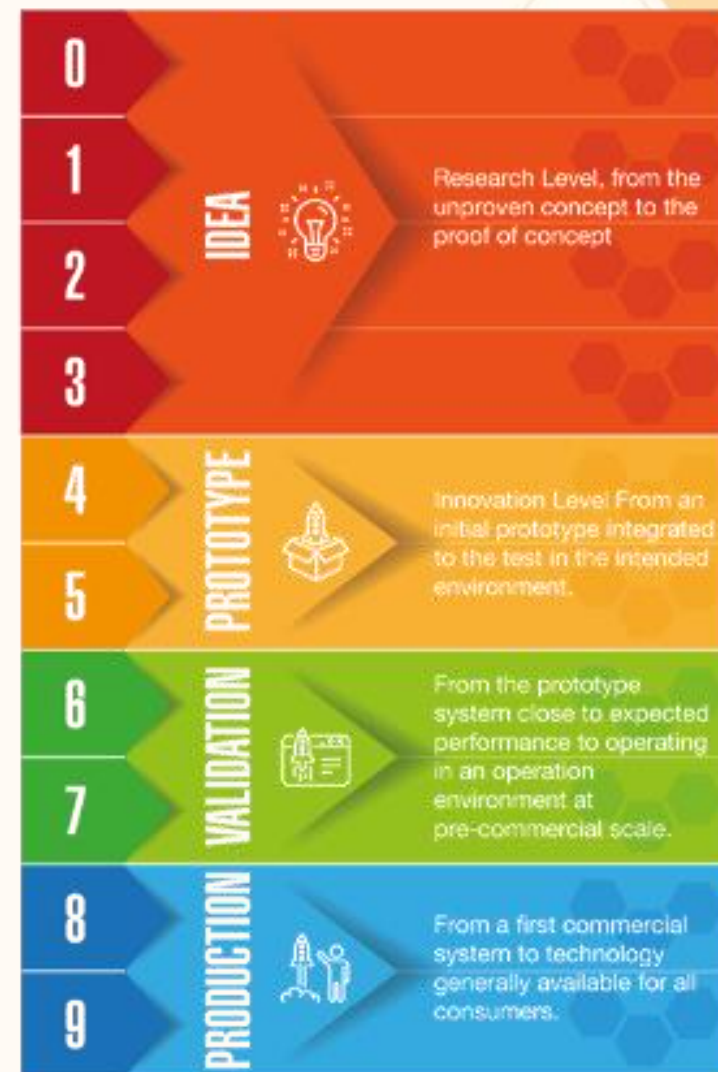 0
1
2
3
IDEA
Research Level, from the
unproven concept to the
proof of concept
4
5
PROTOTYPE
Innovation Level From an
initial prototype integrated
to the test in the intended
environment.
6
7
VALIDATION
From the prototype
system close to expected
performance to operating
in an operation
environment at
pre-commercial scale.
8
9
PRODUCTION
From a first commercial
system to technology
generally available for all
consumers.